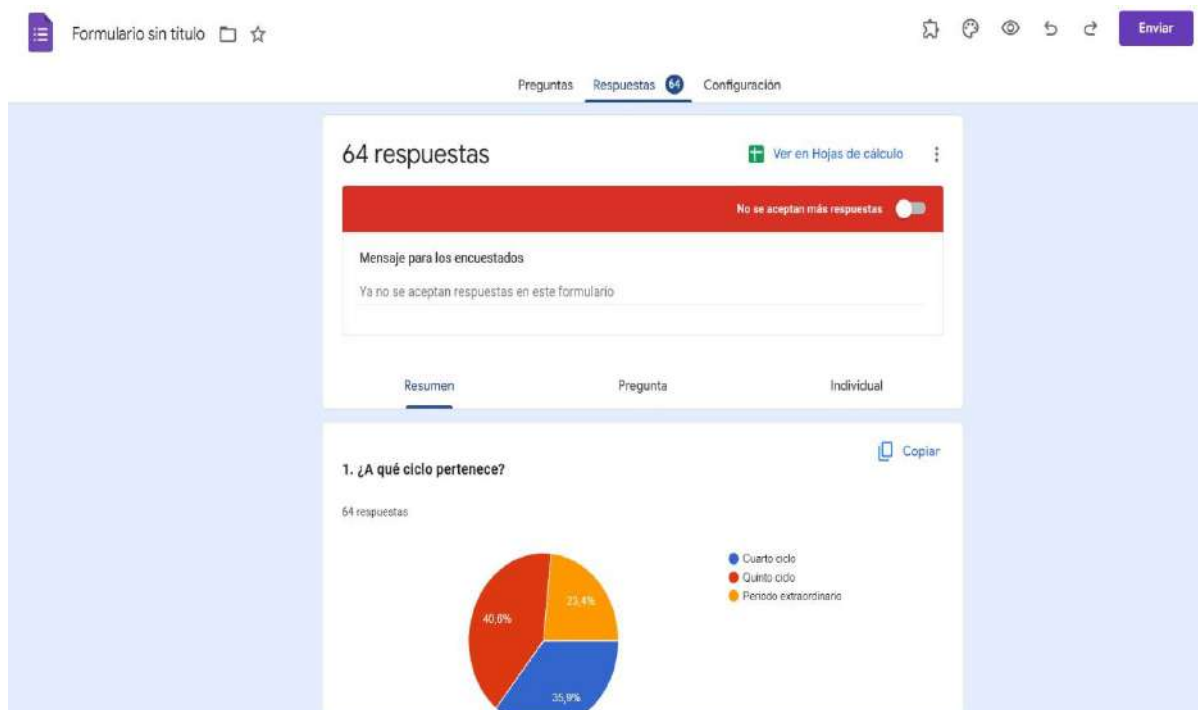 Formulario sin título
Enviar
Preguntas Respuestas 64 Configuración
64 respuestas
Ver en Hojas de cálculo
No se aceptan más respuestas
Mensaje para los encuestados
Ya no se aceptan respuestas en este formulario
Resumen Pregunta Individual
Copiar
1. ¿A qué ciclo pertenece?
64 respuestas
Cuarto ciclo
Quinto ciclo
Periodo extraordinario
23,4%
40,6%
35,9%